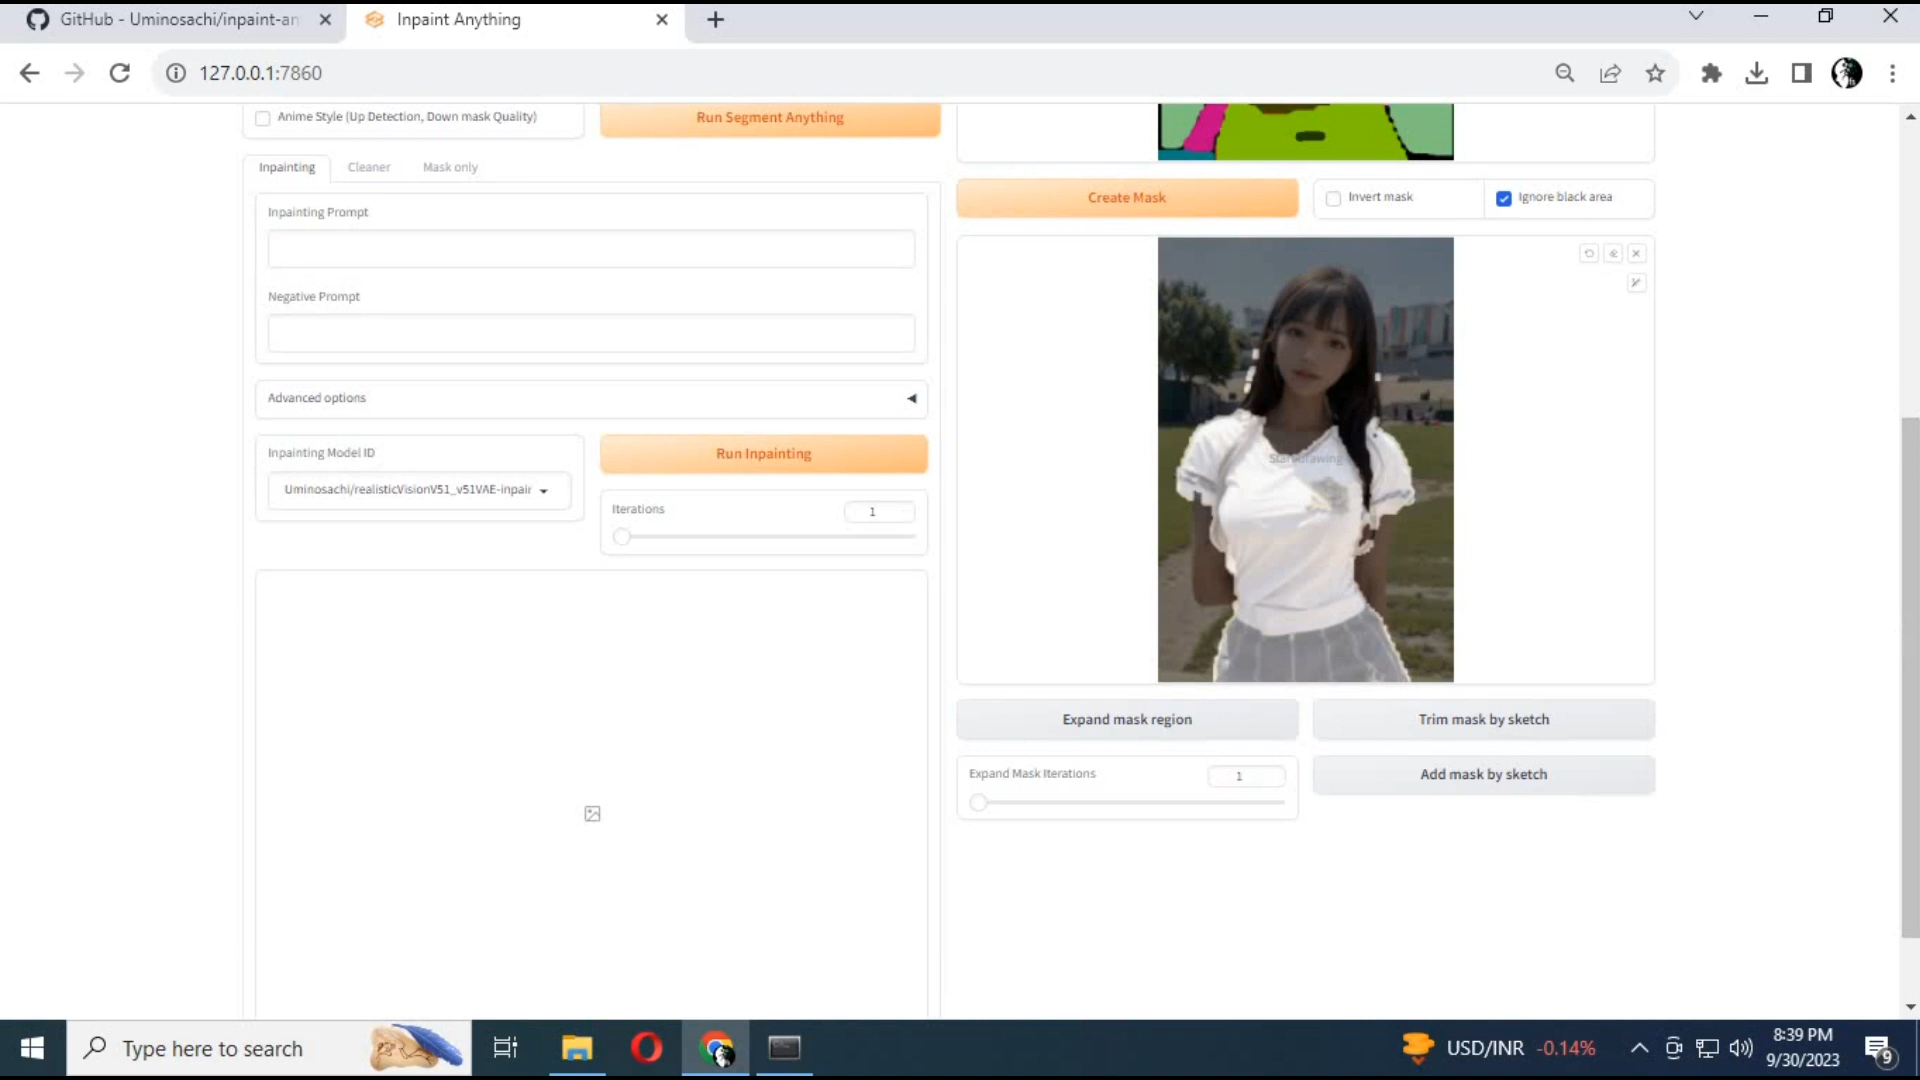 GitHub - Uminosachi/inpaint-an
Inpaint Anything
127.0.0.1:7860
Anime Style (Up Detection, Down mask Quality)
Run Segment Anything
Inpainting
Cleaner
Mask only
Inpainting Prompt
Negative Prompt
Advanced options
Inpainting Model ID
Uminosachi/realisticVisionV51_v51VAE-inpair
Run Inpainting
Iterations
1
Create Mask
Invert mask
Ignore black area
Start drawing
Expand mask region
Trim mask by sketch
Expand Mask Iterations
1
Add mask by sketch
Type here to search
USD/INR -0.14%
8:39 PM
9/30/2023
9